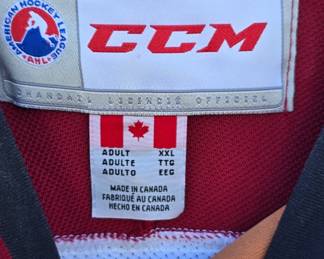 AMERICAN HOCKEY LEAGUE
AHL
CCM
MARCHAND LICENCIÉ OFFICIEL
ADULT XXL
ADULTE TTG
ADULTO EEG
MADE IN CANADA
FABRIQUÉ AU CANADA
HECHO EN CANADA